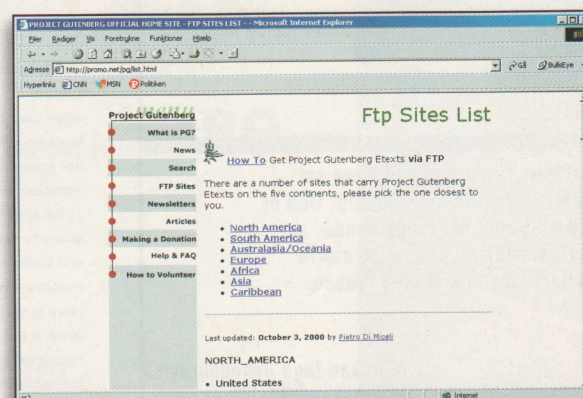 PROJECT GUTENBERG OFFICIAL HOME SITE - FTP SITES LIST - - Microsoft Internet Explorer
Filer Rediger Vis Foretrukne Funktioner Hjælp
Adresse http://promo.net/pg/list.html Gå BullsEye
Hyperlinks CNN MSN Politiken
menu
Project Gutenberg
What is PG?
News
Search
FTP Sites
Newsletters
Articles
Making a Donation
Help & FAQ
How to Volunteer
Ftp Sites List
How To Get Project Gutenberg Etexts via FTP
There are a number of sites that carry Project Gutenberg
Etexts on the five continents, please pick the one closest to
you.
• North America
• South America
• Australasia/Oceania
• Europe
• Africa
• Asia
• Caribbean
Last updated: October 3, 2000 by Pietro Di Miceli
NORTH_AMERICA
• United States
Internet